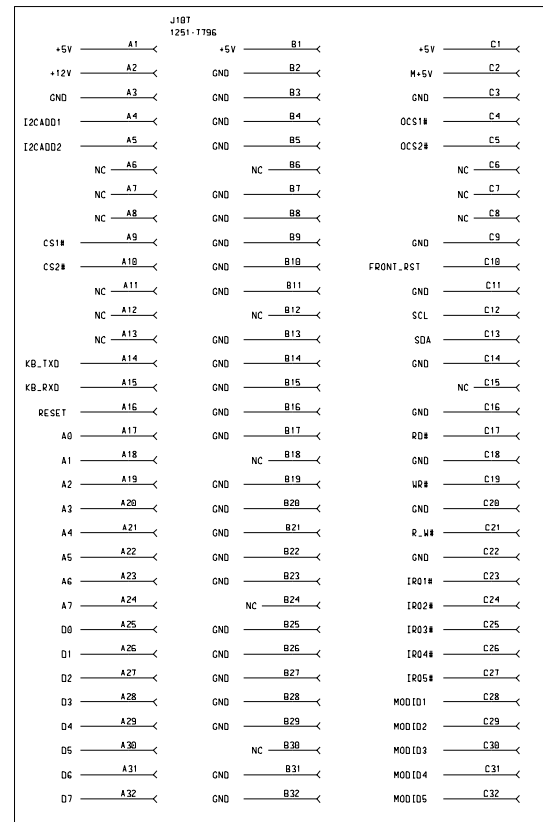 J10T
1251-7796
+5V A1 +5V B1 +5V C1
+12V A2 GND B2 M+5V C2
GND A3 GND B3 GND C3
I2CADD1 A4 GND B4 OCS1# C4
I2CADD2 A5 GND B5 OCS2# C5
NC A6 NC B6 NC C6
NC A7 GND B7 NC C7
NC A8 GND B8 NC C8
CS1# A9 GND B9 GND C9
CS2# A10 GND B10 FRONT_RST C10
NC A11 GND B11 GND C11
NC A12 NC B12 SCL C12
NC A13 GND B13 SDA C13
KB_TXD A14 GND B14 GND C14
KB_RXD A15 GND B15 NC C15
RESET A16 GND B16 GND C16
A0 A17 GND B17 RD# C17
A1 A18 NC B18 GND C18
A2 A19 GND B19 WR# C19
A3 A20 GND B20 GND C20
A4 A21 GND B21 R_W# C21
A5 A22 GND B22 GND C22
A6 A23 GND B23 IRQ1# C23
A7 A24 NC B24 IRQ2# C24
D0 A25 GND B25 IRQ3# C25
D1 A26 GND B26 IRQ4# C26
D2 A27 GND B27 IRQ5# C27
D3 A28 GND B28 MODID1 C28
D4 A29 GND B29 MODID2 C29
D5 A30 NC B30 MODID3 C30
D6 A31 GND B31 MODID4 C31
D7 A32 GND B32 MODID5 C32